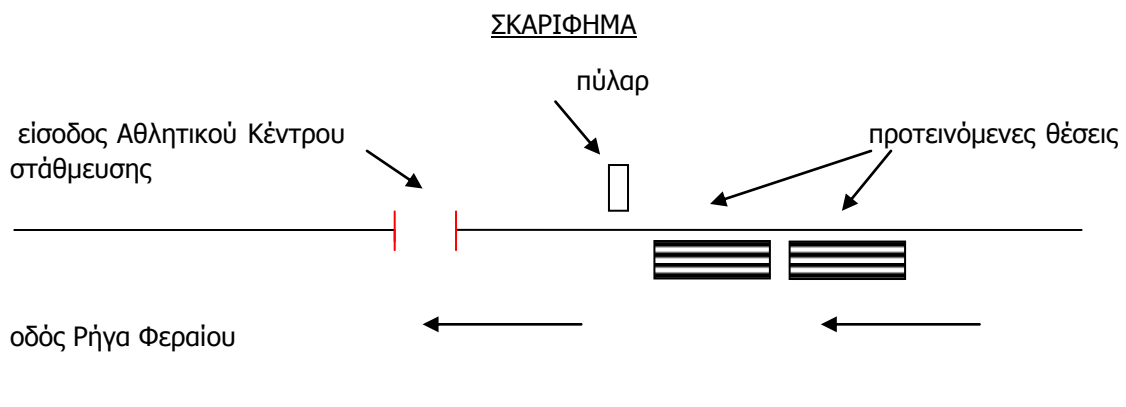 ΣΚΑΡΙΦΗΜΑ
πύλαρ
είσοδος Αθλητικού Κέντρου
προτεινόμενες θέσεις
στάθμευσης
οδός Ρήγα Φεραίου